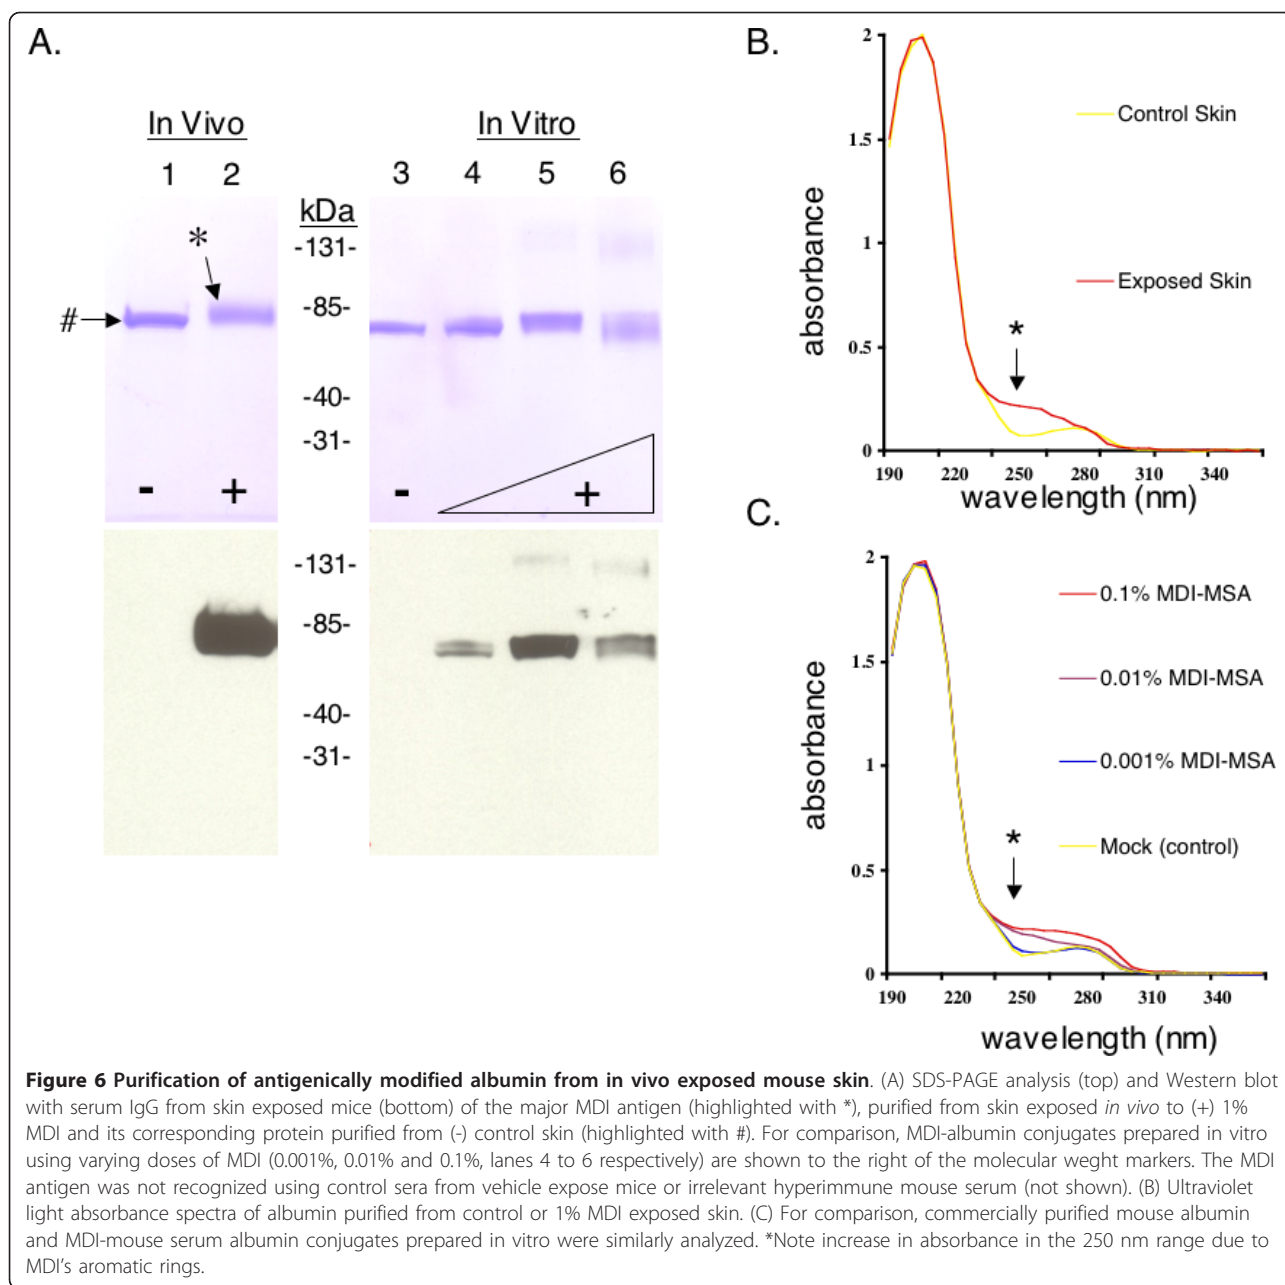 A.
In Vivo
In Vitro
1 2
3 4 5 6
kDa
*
-131-
-85-
#
-40-
-31-
- +
- +
-131-
-85-
-40-
-31-
B.
2
1.5
1
0.5
0
absorbance
Control Skin
Exposed Skin
*
190 220 250 280 310 340
wavelength (nm)
C.
2
1.5
1
0.5
0
absorbance
0.1% MDI-MSA
0.01% MDI-MSA
0.001% MDI-MSA
Mock (control)
*
190 220 250 280 310 340
wavelength (nm)
Figure 6 Purification of antigenically modified albumin from in vivo exposed mouse skin. (A) SDS-PAGE analysis (top) and Western blot
with serum IgG from skin exposed mice (bottom) of the major MDI antigen (highlighted with *), purified from skin exposed in vivo to (+) 1%
MDI and its corresponding protein purified from (-) control skin (highlighted with #). For comparison, MDI-albumin conjugates prepared in vitro
using varying doses of MDI (0.001%, 0.01% and 0.1%, lanes 4 to 6 respectively) are shown to the right of the molecular weght markers. The MDI
antigen was not recognized using control sera from vehicle expose mice or irrelevant hyperimmune mouse serum (not shown). (B) Ultraviolet
light absorbance spectra of albumin purified from control or 1% MDI exposed skin. (C) For comparison, commercially purified mouse albumin
and MDI-mouse serum albumin conjugates prepared in vitro were similarly analyzed. *Note increase in absorbance in the 250 nm range due to
MDI's aromatic rings.